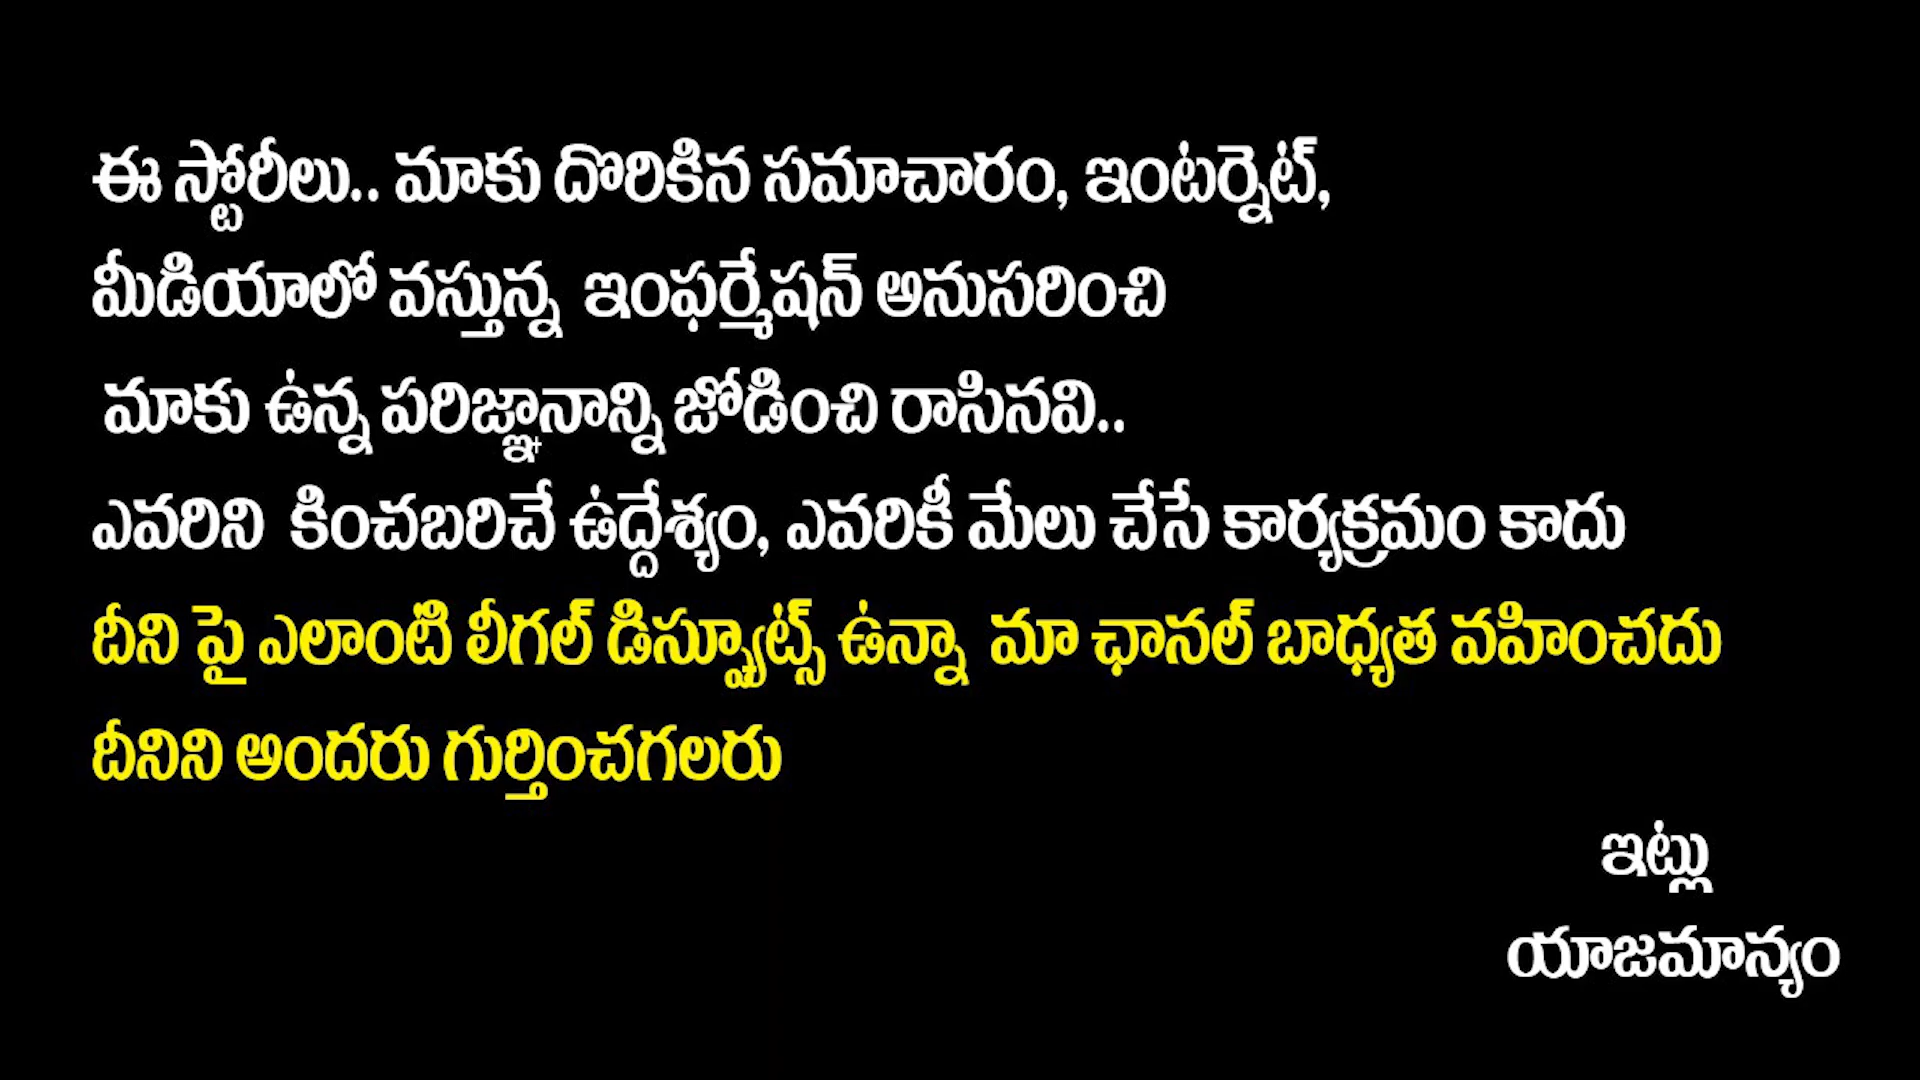 ఈ స్టోరీలు.. మాకు దొరికిన సమాచారం, ఇంటర్నెట్,
మీడియాలో వస్తున్న ఇంఫర్మేషన్ అనుసరించి
మాకు ఉన్న పరిజ్ఞానాన్ని జోడించి రాసినవి..
ఎవరిని కించబరిచే ఉద్దేశ్యం, ఎవరికీ మేలు చేసే కార్యక్రమం కాదు
దీని పై ఎలాంటి లీగల్ డిస్ప్యూట్స్ ఉన్నా మా ఛానల్ బాధ్యత వహించదు
దీనిని అందరు గుర్తించగలరు
ఇట్లు
యాజమాన్యం